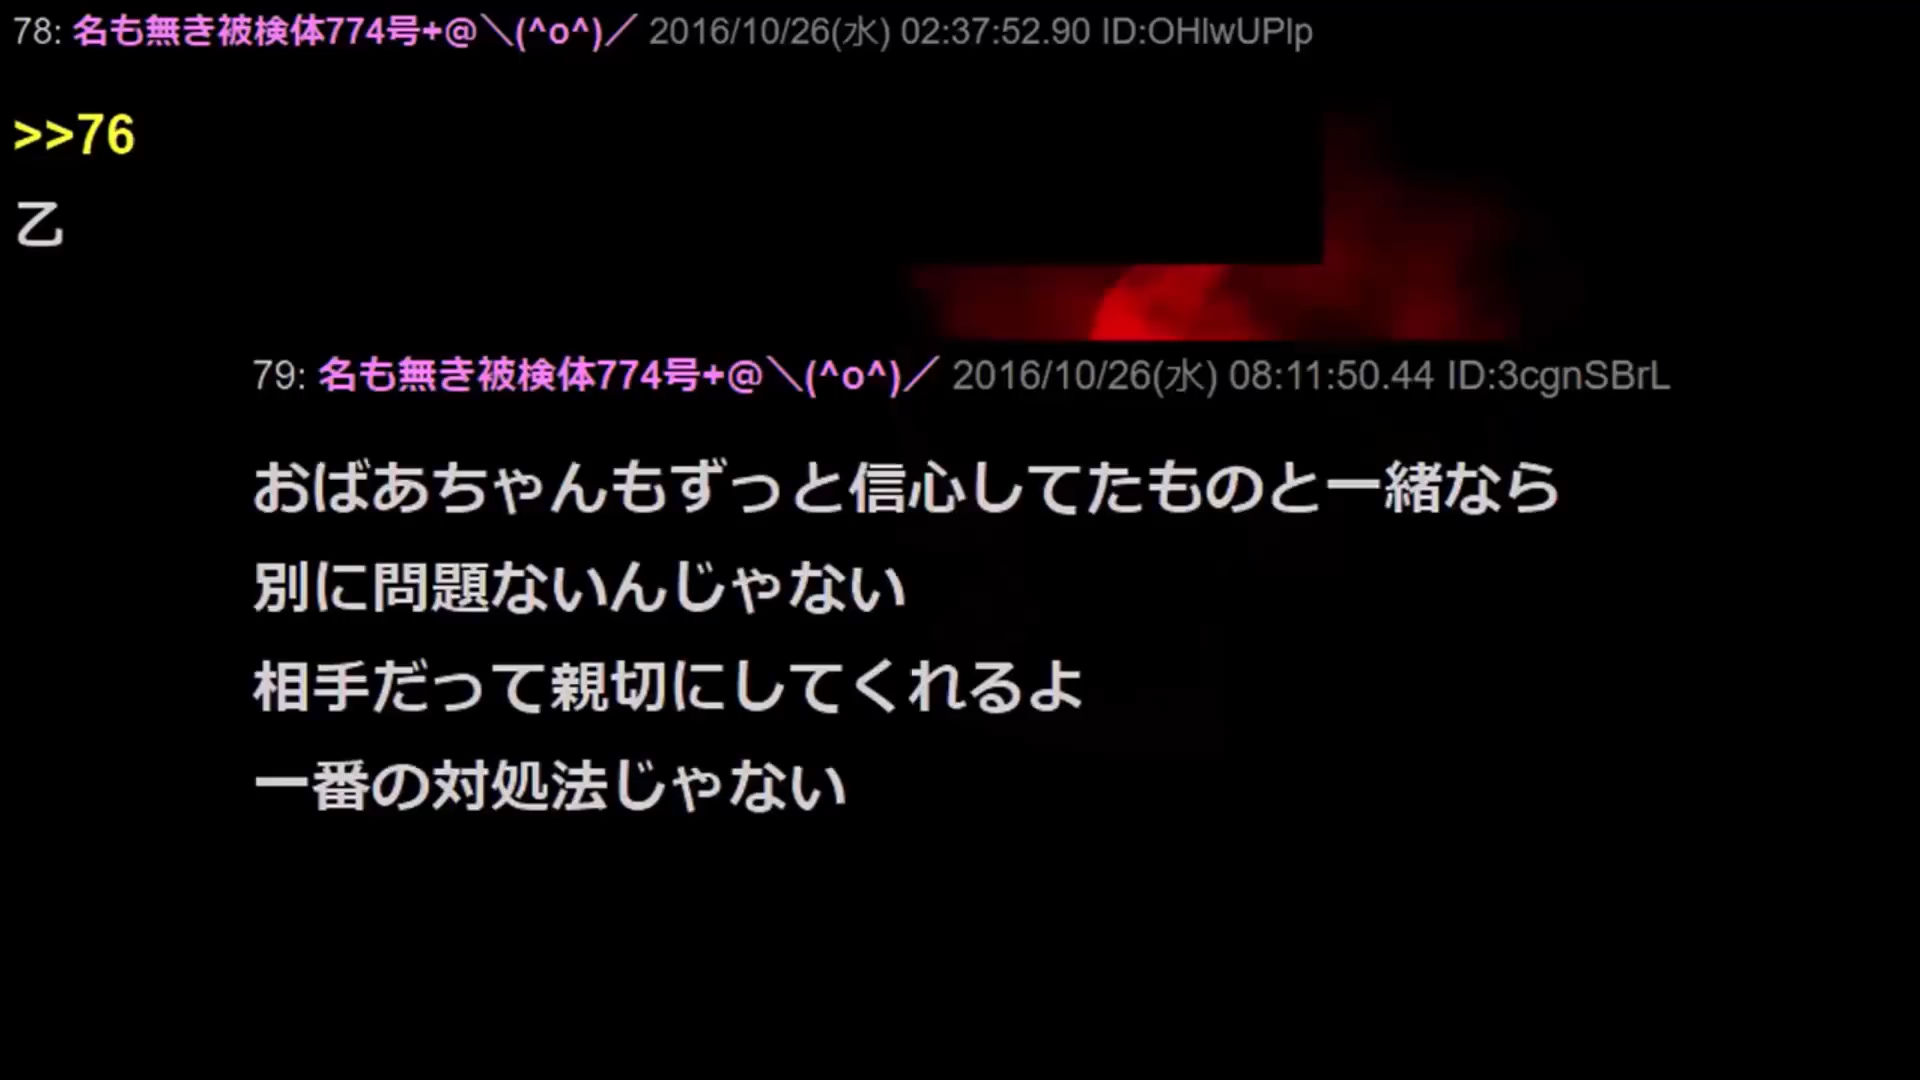 78: 名も無き被検体774号+@＼(^o^)／ 2016/10/26(水) 02:37:52.90 ID:OHlwUPlp
>>76
乙
79: 名も無き被検体774号+@＼(^o^)／ 2016/10/26(水) 08:11:50.44 ID:3cgnSBrL
おばあちゃんもずっと信心してたものと一緒なら
別に問題ないんじゃない
相手だって親切にしてくれるよ
一番の対処法じゃない